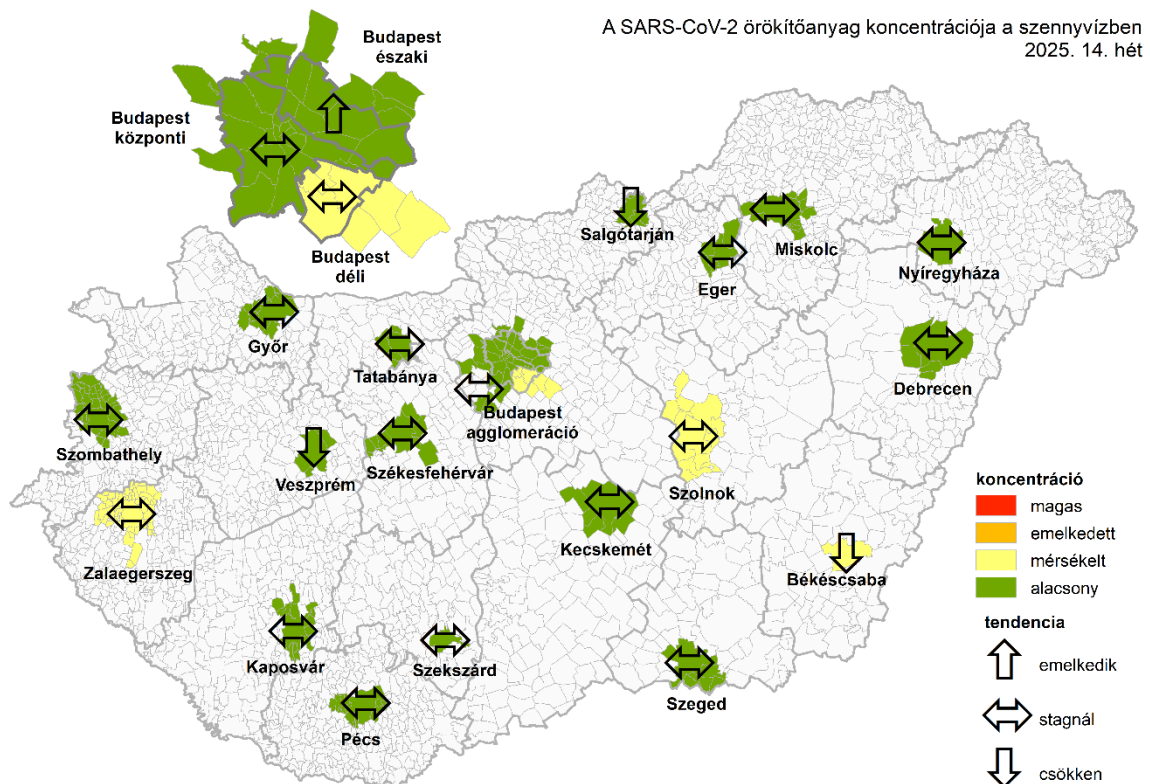 A SARS-CoV-2 örökítőanyag koncentrációja a szennyvízben
2025. 14. hét
Budapest
északi
Budapest
központi
Budapest
déli
Salgótarján
Miskolc
Eger
Nyíregyháza
Győr
Tatabánya
Debrecen
Budapest
agglomeráció
Szombathely
Székesfehérvár
Veszprém
Szolnok
Kecskemét
Zalaegerszeg
Békéscsaba
Kaposvár
Szekszárd
Szeged
Pécs
koncentráció
magas
emelkedett
mérsékelt
alacsony
tendencia
emelkedik
stagnál
csökken